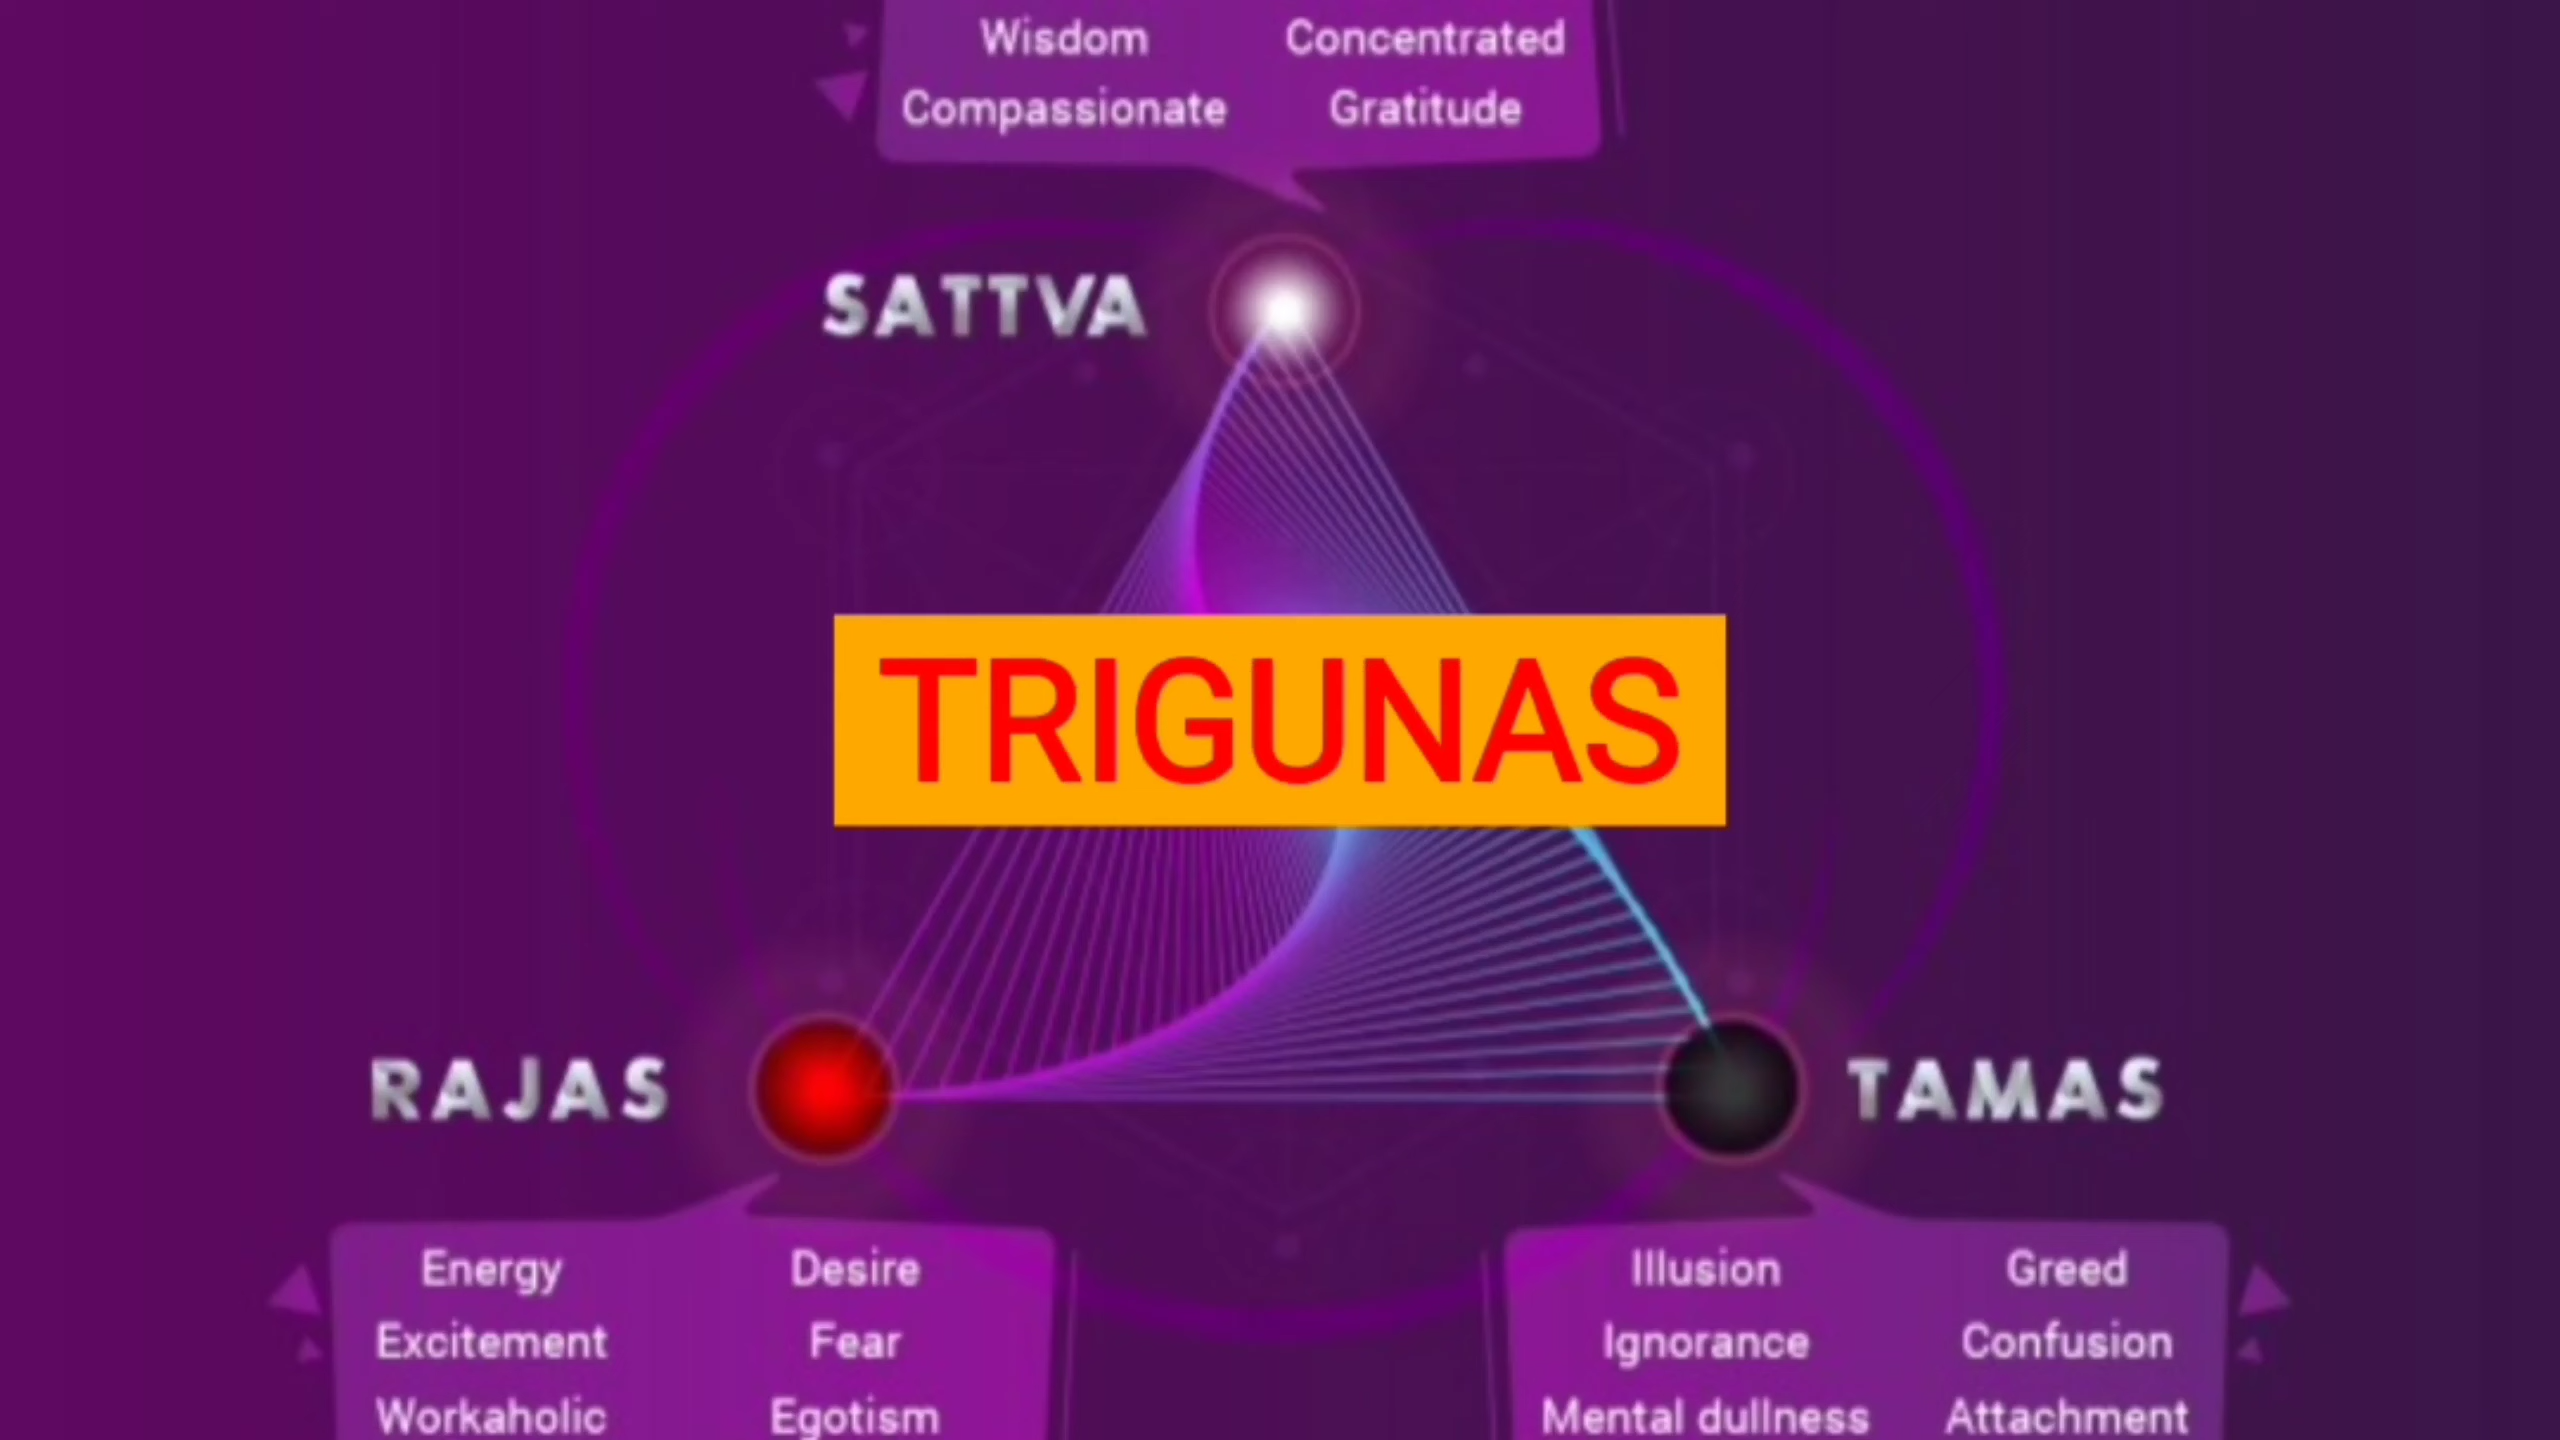 Wisdom Concentrated
Compassionate Gratitude
SATTVA
TRIGUNAS
RAJAS
TAMAS
Energy Desire
Excitement Fear
Workaholic Egotism
Illusion Greed
Ignorance Confusion
Mental dullness Attachment